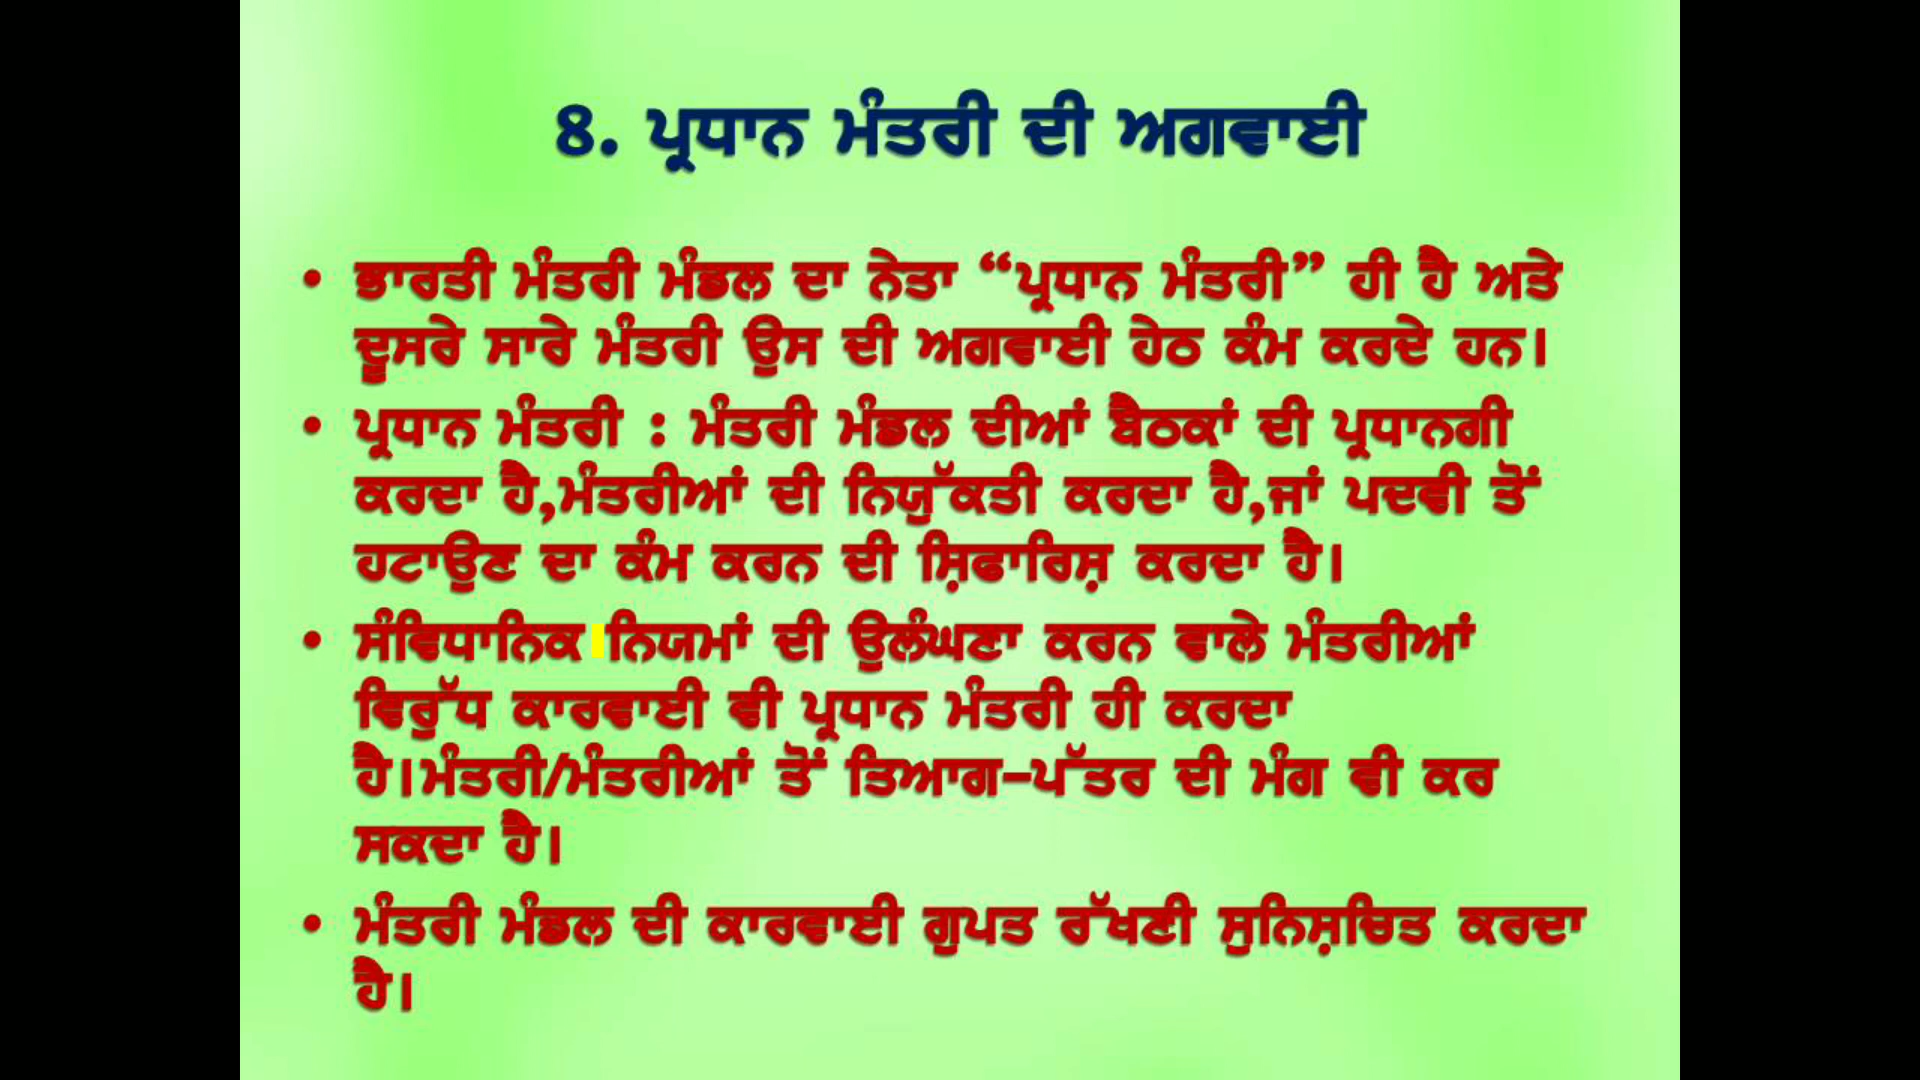 8. ਪ੍ਰਧਾਨ ਮੰਤਰੀ ਦੀ ਅਗਵਾਈ
• ਭਾਰਤੀ ਮੰਤਰੀ ਮੰਡਲ ਦਾ ਨੇਤਾ “ਪ੍ਰਧਾਨ ਮੰਤਰੀ” ਹੀ ਹੈ ਅਤੇ
ਦੂਸਰੇ ਸਾਰੇ ਮੰਤਰੀ ਉਸ ਦੀ ਅਗਵਾਈ ਹੇਠ ਕੰਮ ਕਰਦੇ ਹਨ।
• ਪ੍ਰਧਾਨ ਮੰਤਰੀ : ਮੰਤਰੀ ਮੰਡਲ ਦੀਆਂ ਬੈਠਕਾਂ ਦੀ ਪ੍ਰਧਾਨਗੀ
ਕਰਦਾ ਹੈ,ਮੰਤਰੀਆਂ ਦੀ ਨਿਯੁੱਕਤੀ ਕਰਦਾ ਹੈ,ਜਾਂ ਪਦਵੀ ਤੋਂ
ਹਟਾਉਣ ਦਾ ਕੰਮ ਕਰਨ ਦੀ ਸ਼ਿਫਾਰਿਸ਼ ਕਰਦਾ ਹੈ।
• ਸੰਵਿਧਾਨਿਕ ਨਿਯਮਾਂ ਦੀ ਉਲੰਘਣਾ ਕਰਨ ਵਾਲੇ ਮੰਤਰੀਆਂ
ਵਿਰੁੱਧ ਕਾਰਵਾਈ ਵੀ ਪ੍ਰਧਾਨ ਮੰਤਰੀ ਹੀ ਕਰਦਾ
ਹੈ।ਮੰਤਰੀ/ਮੰਤਰੀਆਂ ਤੋਂ ਤਿਆਗ-ਪੱਤਰ ਦੀ ਮੰਗ ਵੀ ਕਰ
ਸਕਦਾ ਹੈ।
• ਮੰਤਰੀ ਮੰਡਲ ਦੀ ਕਾਰਵਾਈ ਗੁਪਤ ਰੱਖਣੀ ਸੁਨਿਸ਼ਚਿਤ ਕਰਦਾ
ਹੈ।